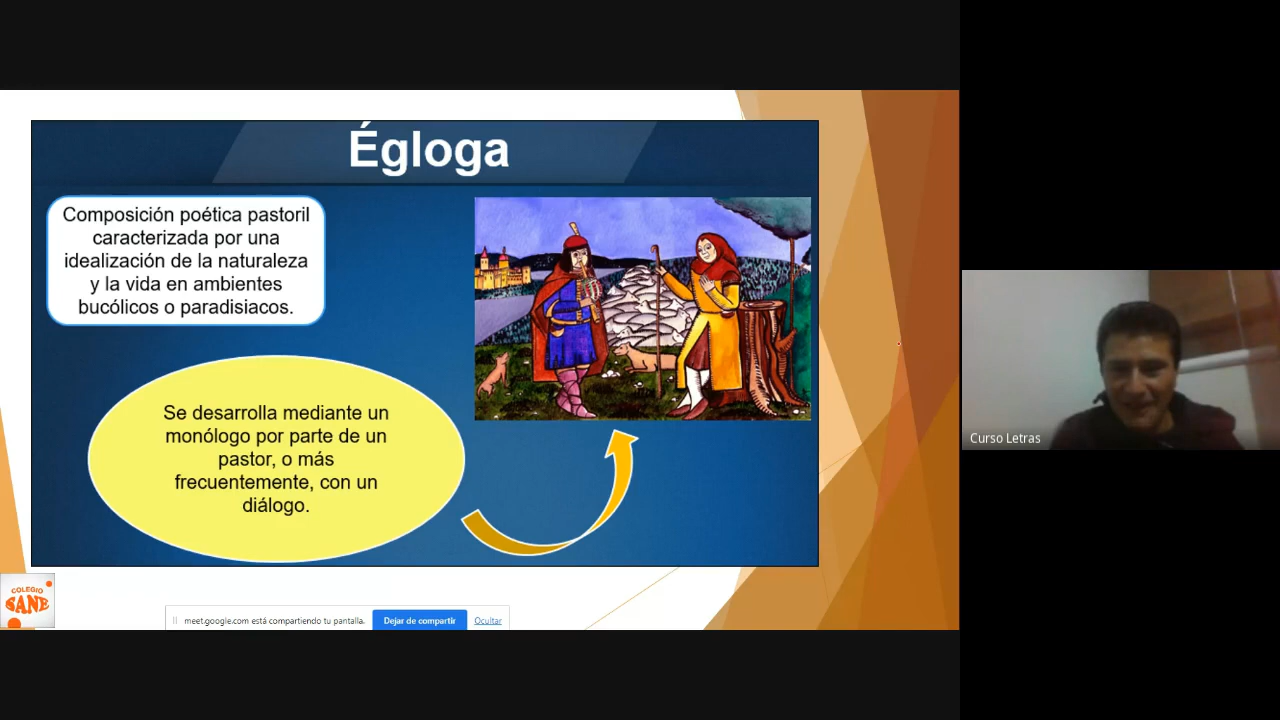 Égloga
Composición poética pastoril
caracterizada por una
idealización de la naturaleza
y la vida en ambientes
bucólicos o paradisiacos.
Se desarrolla mediante un
monólogo por parte de un
pastor, o más
frecuentemente, con un
diálogo.
Curso Letras
COLEGIO
SANE
meet.google.com está compartiendo tu pantalla.
Dejar de compartir
Ocultar